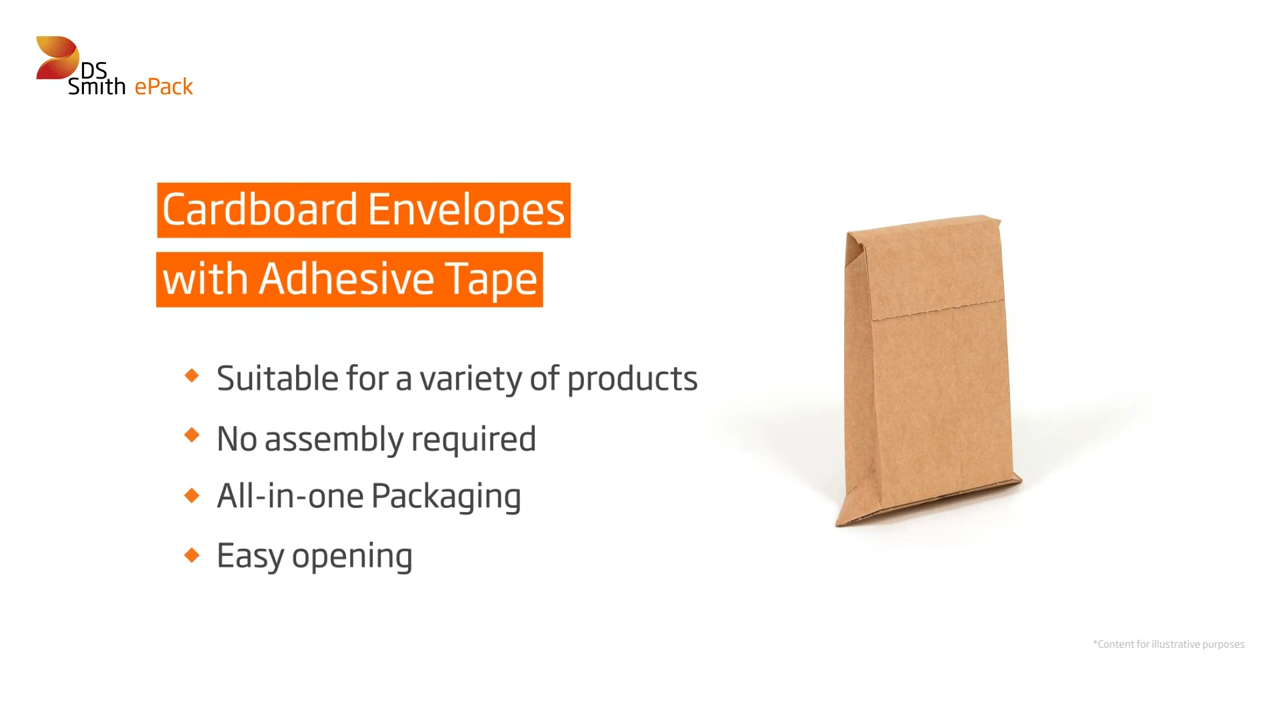 DS
Smith ePack
Cardboard Envelopes
with Adhesive Tape
Suitable for a variety of products
No assembly required
All-in-one Packaging
Easy opening
*Content for illustrative purposes